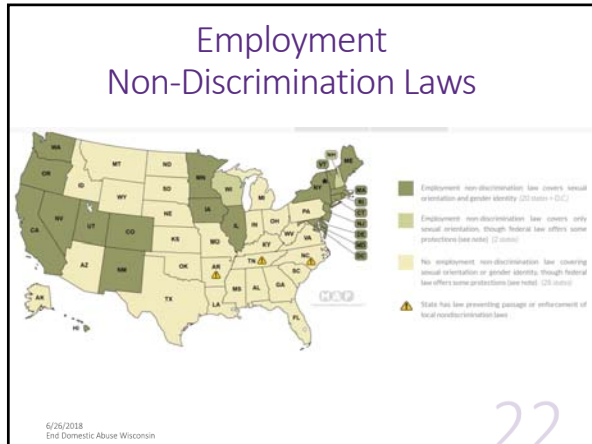 Employment
Non-Discrimination Laws
WA
OR
CA
NV
ID
MT
WY
UT
CO
AZ
NM
ND
SD
NE
KS
OK
TX
MN
IA
MO
AR
LA
WI
IL
MI
IN
OH
KY
TN
MS
AL
GA
FL
SC
NC
VA
WV
PA
NY
VT
NH
ME
MA
RI
CT
NJ
DE
MD
DC
AK
HI
MAP
Employment non-discrimination law covers sexual
orientation and gender identity (20 states + D.C)
Employment non-discrimination law covers only
sexual orientation, though federal law offers some
protections (see note) (2 states)
No employment non-discrimination law covering
sexual orientation or gender identity, though federal
law offers some protections (see note) (28 states)
State has law preventing passage or enforcement of
local nondiscrimination laws
6/26/2018
End Domestic Abuse Wisconsin
22